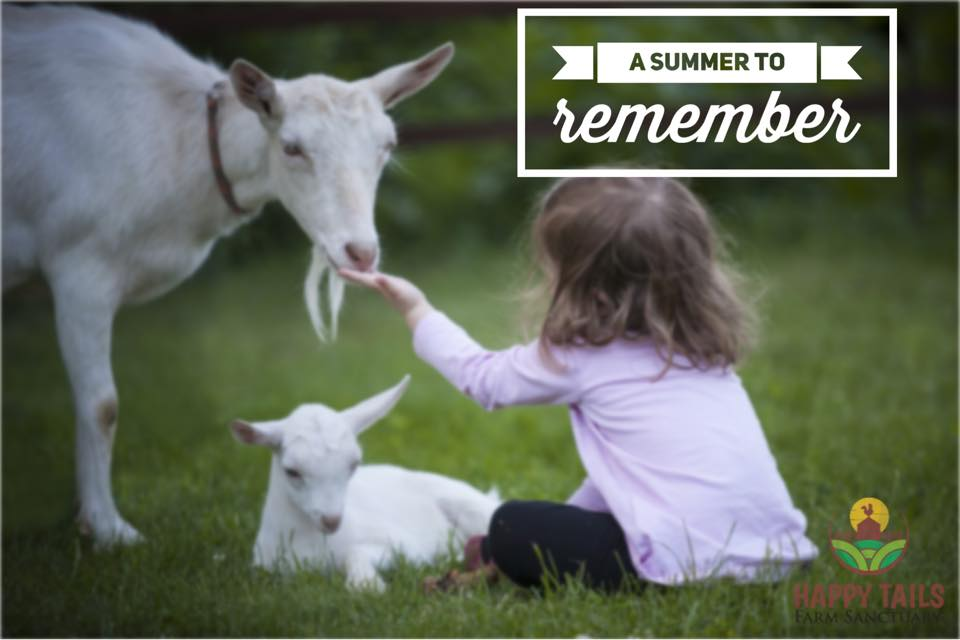 A SUMMER TO
remember
HAPPY TAILS
FARM SANCTUARY